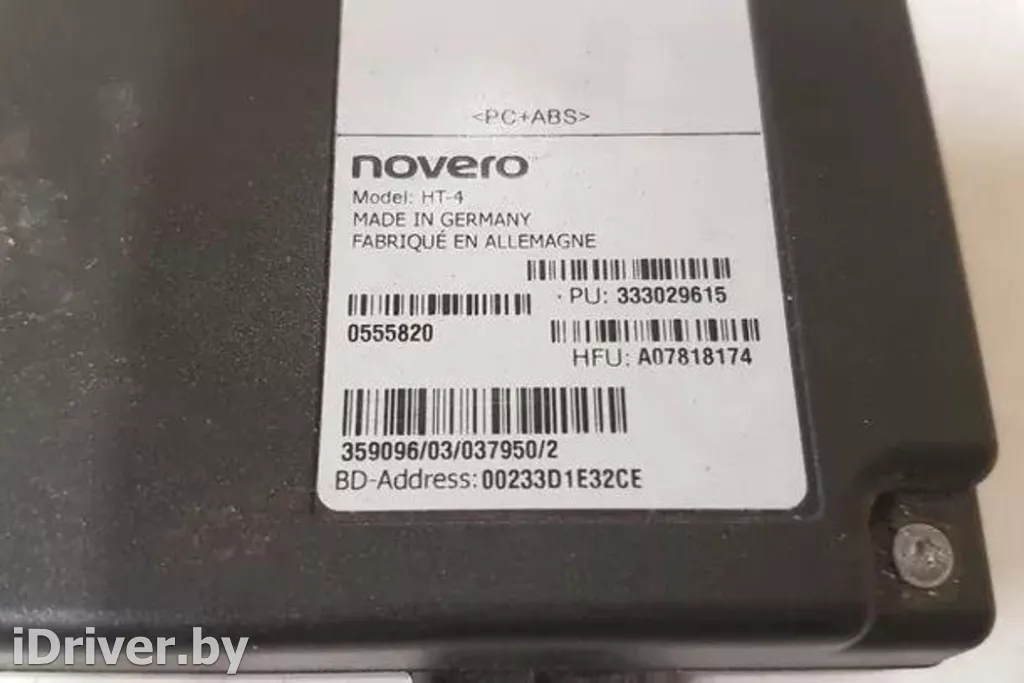 <PC+ABS>
novero
Model: HT-4
MADE IN GERMANY
FABRIQUÉ EN ALLEMAGNE
· PU: 333029615
0555820
HFU: A07818174
359096/03/037950/2
BD-Address: 00233D1E32CE
iDriver.by